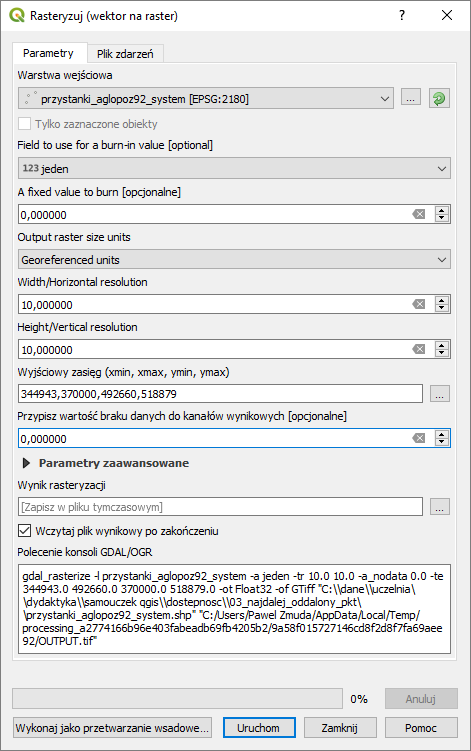 Rasteryzuj (wektor na raster)
Parametry
Plik zdarzeń
Warstwa wejściowa
przystanki_aglopoz92_system [EPSG:2180]
...
Tylko zaznaczone obiekty
Field to use for a burn-in value [optional]
123 jeden
A fixed value to burn [opcjonalne]
0,000000
Output raster size units
Georeferenced units
Width/Horizontal resolution
10,000000
Height/Vertical resolution
10,000000
Wyjściowy zasięg (xmin, xmax, ymin, ymax)
344943,370000,492660,518879
...
Przypisz wartość braku danych do kanałów wynikowych [opcjonalne]
0,000000
Parametry zaawansowane
Wynik rasteryzacji
[Zapisz w pliku tymczasowym]
...
Wczytaj plik wynikowy po zakończeniu
Polecenie konsoli GDAL/OGR
gdal_rasterize -l przystanki_aglopoz92_system -a jeden -tr 10.0 10.0 -a_nodata 0.0 -te
344943.0 492660.0 370000.0 518879.0 -ot Float32 -of GTiff "C:\\dane\\uczelnia\
\dydaktyka\\samouczek qgis\\dostepnosc\\03_najdalej_oddalony_pkt\
\przystanki_aglopoz92_system.shp" "C:/Users/Pawel Zmuda/AppData/Local/Temp/
processing_a2774166b96e403fabeadb69fb4205b2/9a58f015727146cd8f2d8f7fa69aee
92/OUTPUT.tif"
0%
Anuluj
Wykonaj jako przetwarzanie wsadowe...
Uruchom
Zamknij
Pomoc